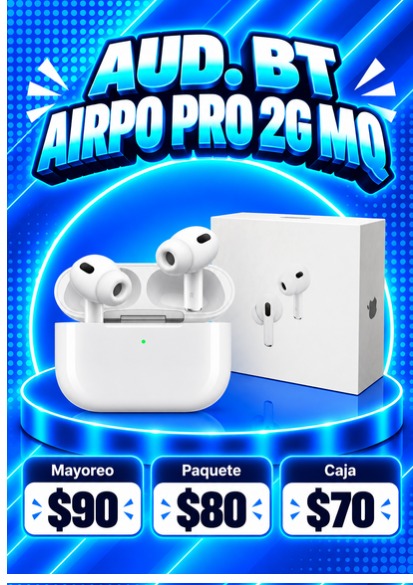 AUD. BT
AIRPO PRO 2G MQ
Mayoreo
$90
Paquete
$80
Caja
$70